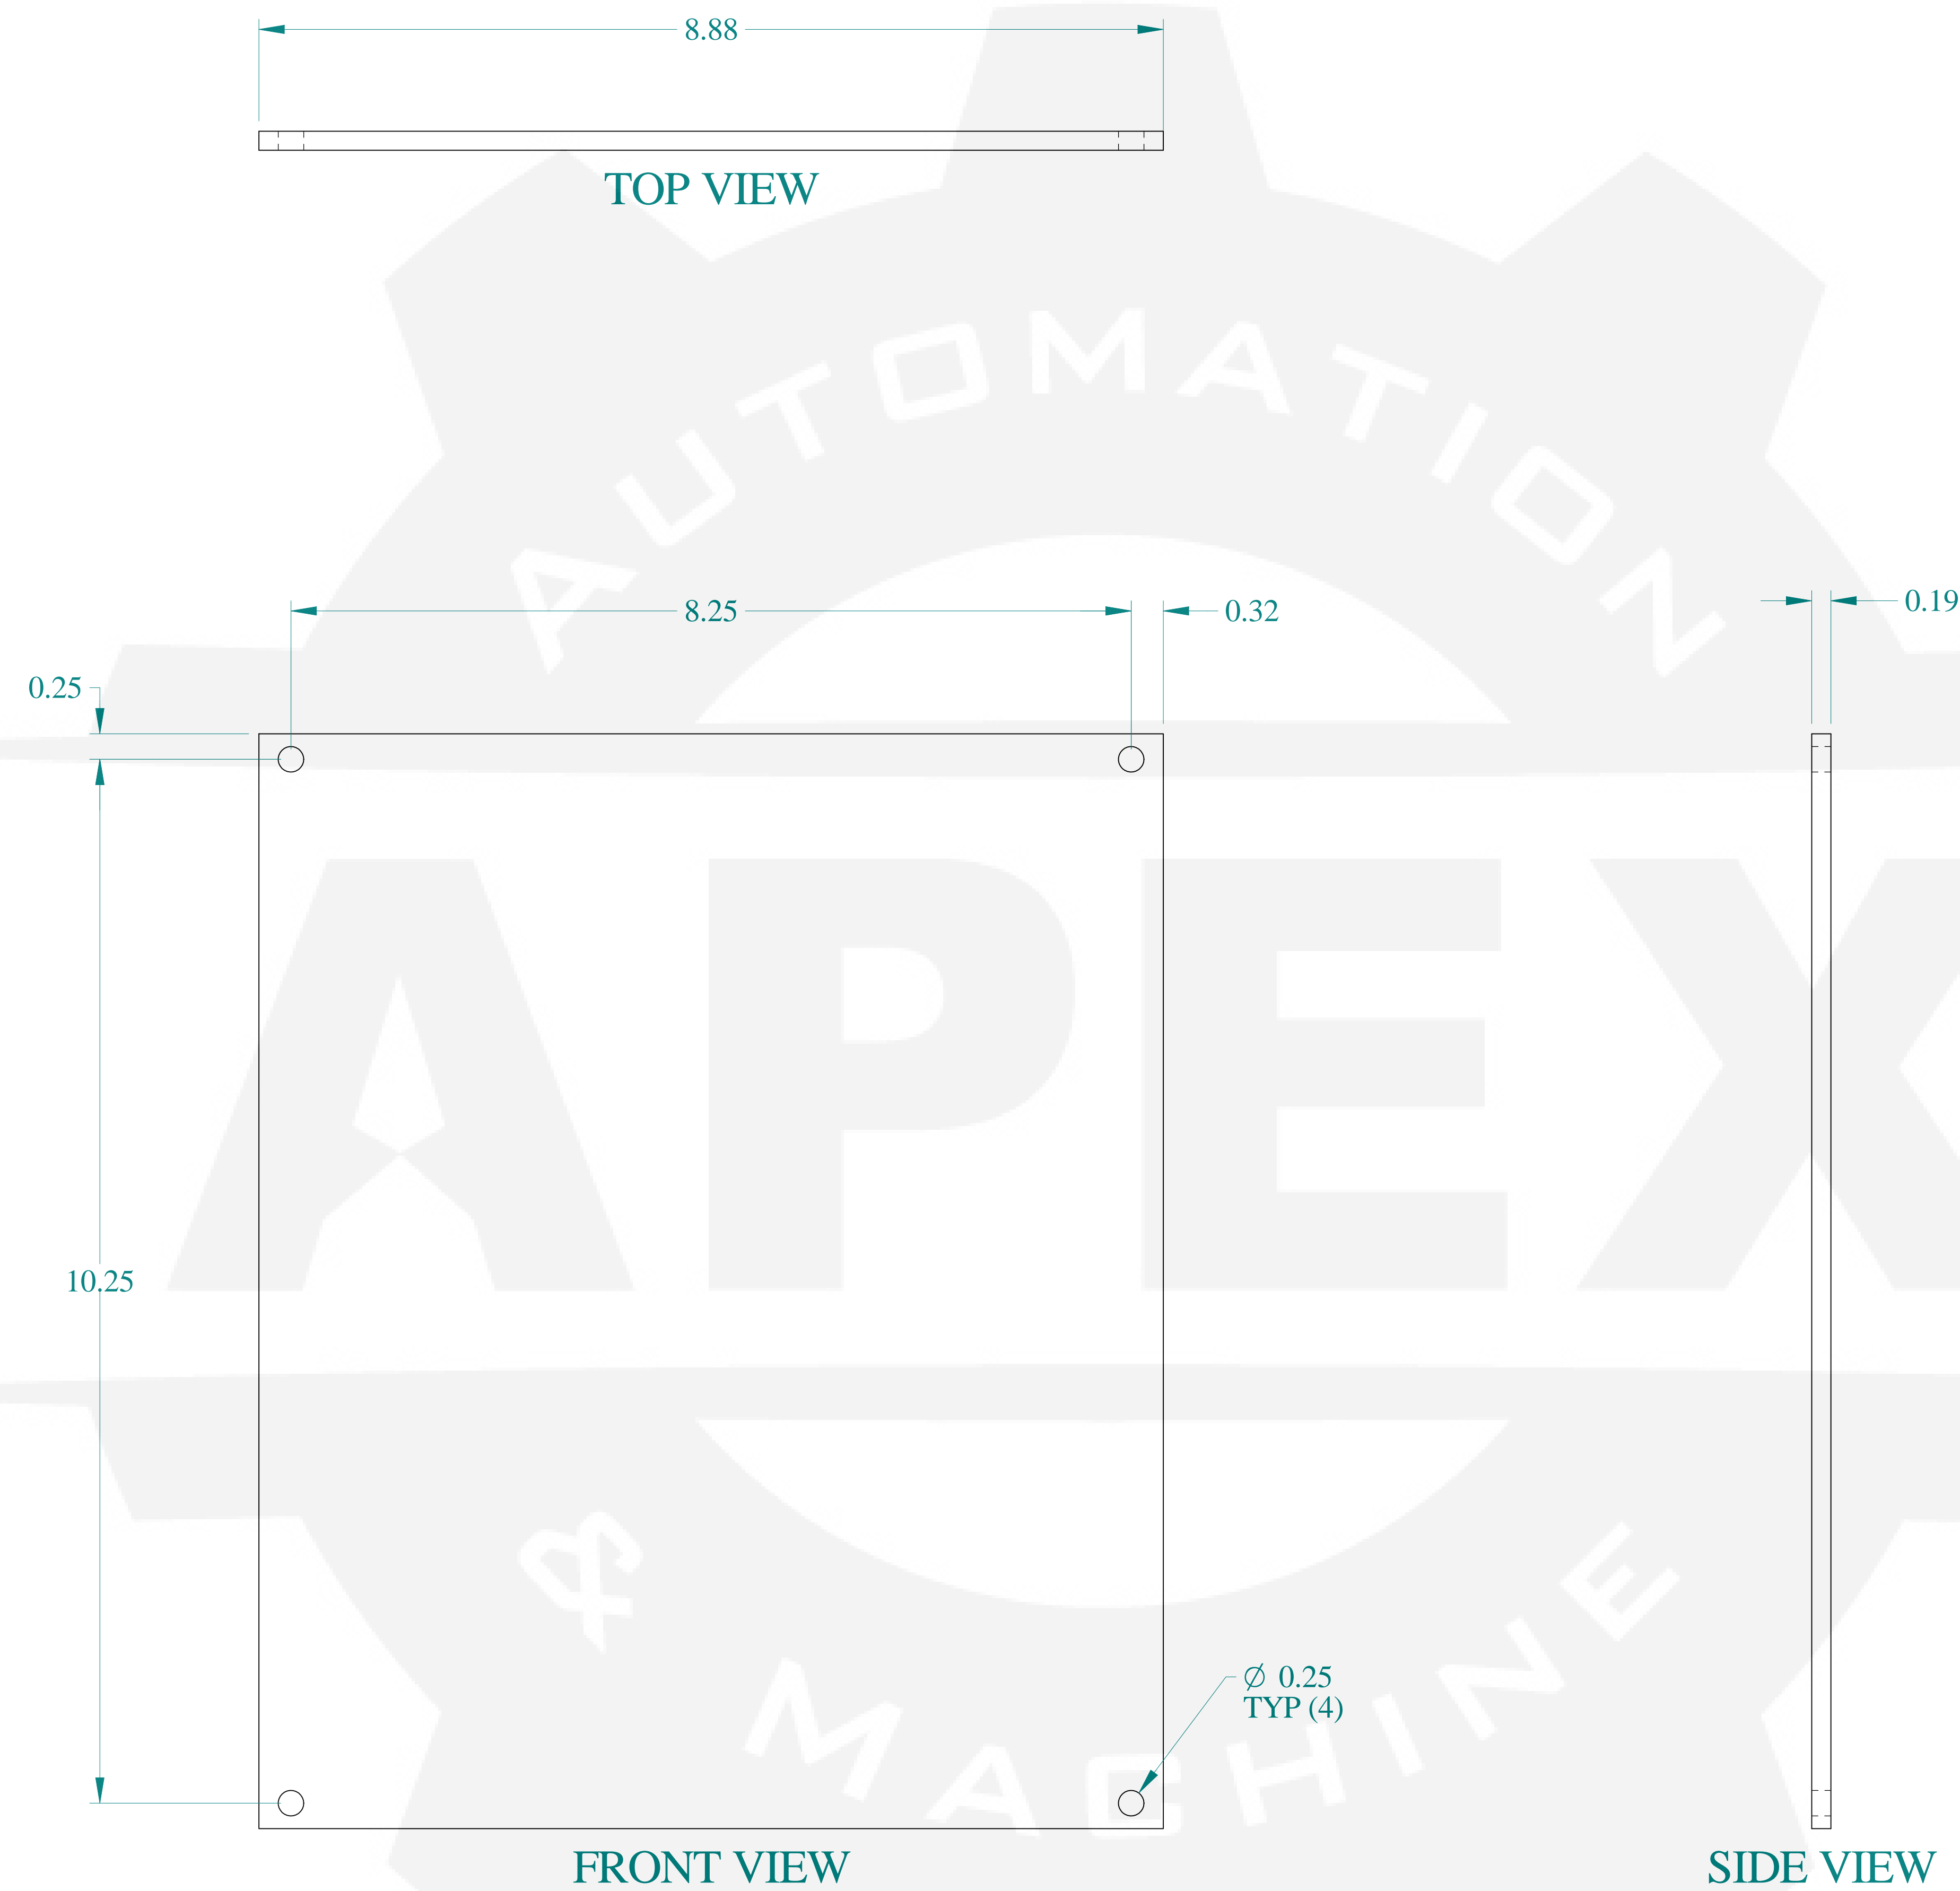 8.88
TOP VIEW
AUTOMATION
8.25
0.32
0.19
0.25
APEX
10.25
& MACHINE
Ø 0.25
TYP (4)
FRONT VIEW
SIDE VIEW